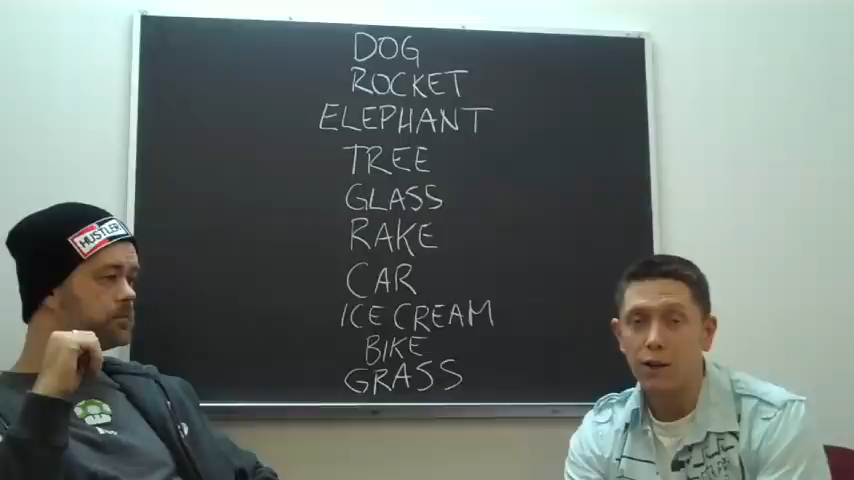 DOG
ROCKET
ELEPHANT
TREE
GLASS
RAKE
CAR
ICE CREAM
BIKE
GRASS
HUSTLER